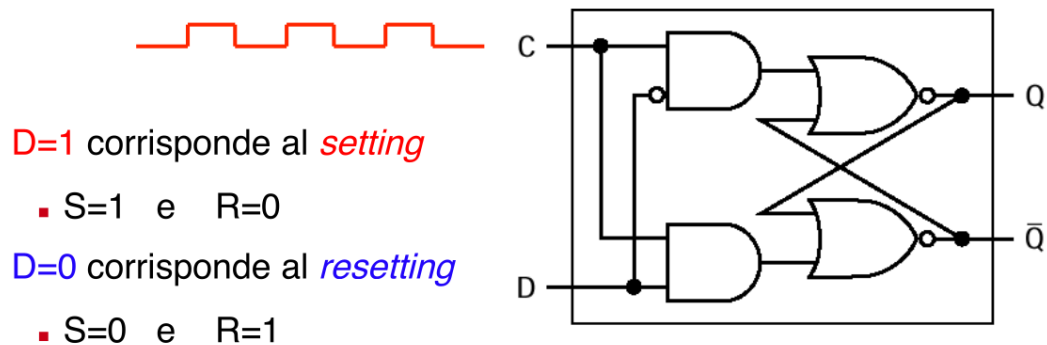 D=1 corrisponde al setting
▪ S=1 e R=0
D=0 corrisponde al resetting
▪ S=0 e R=1
C
D
Q
Q̅